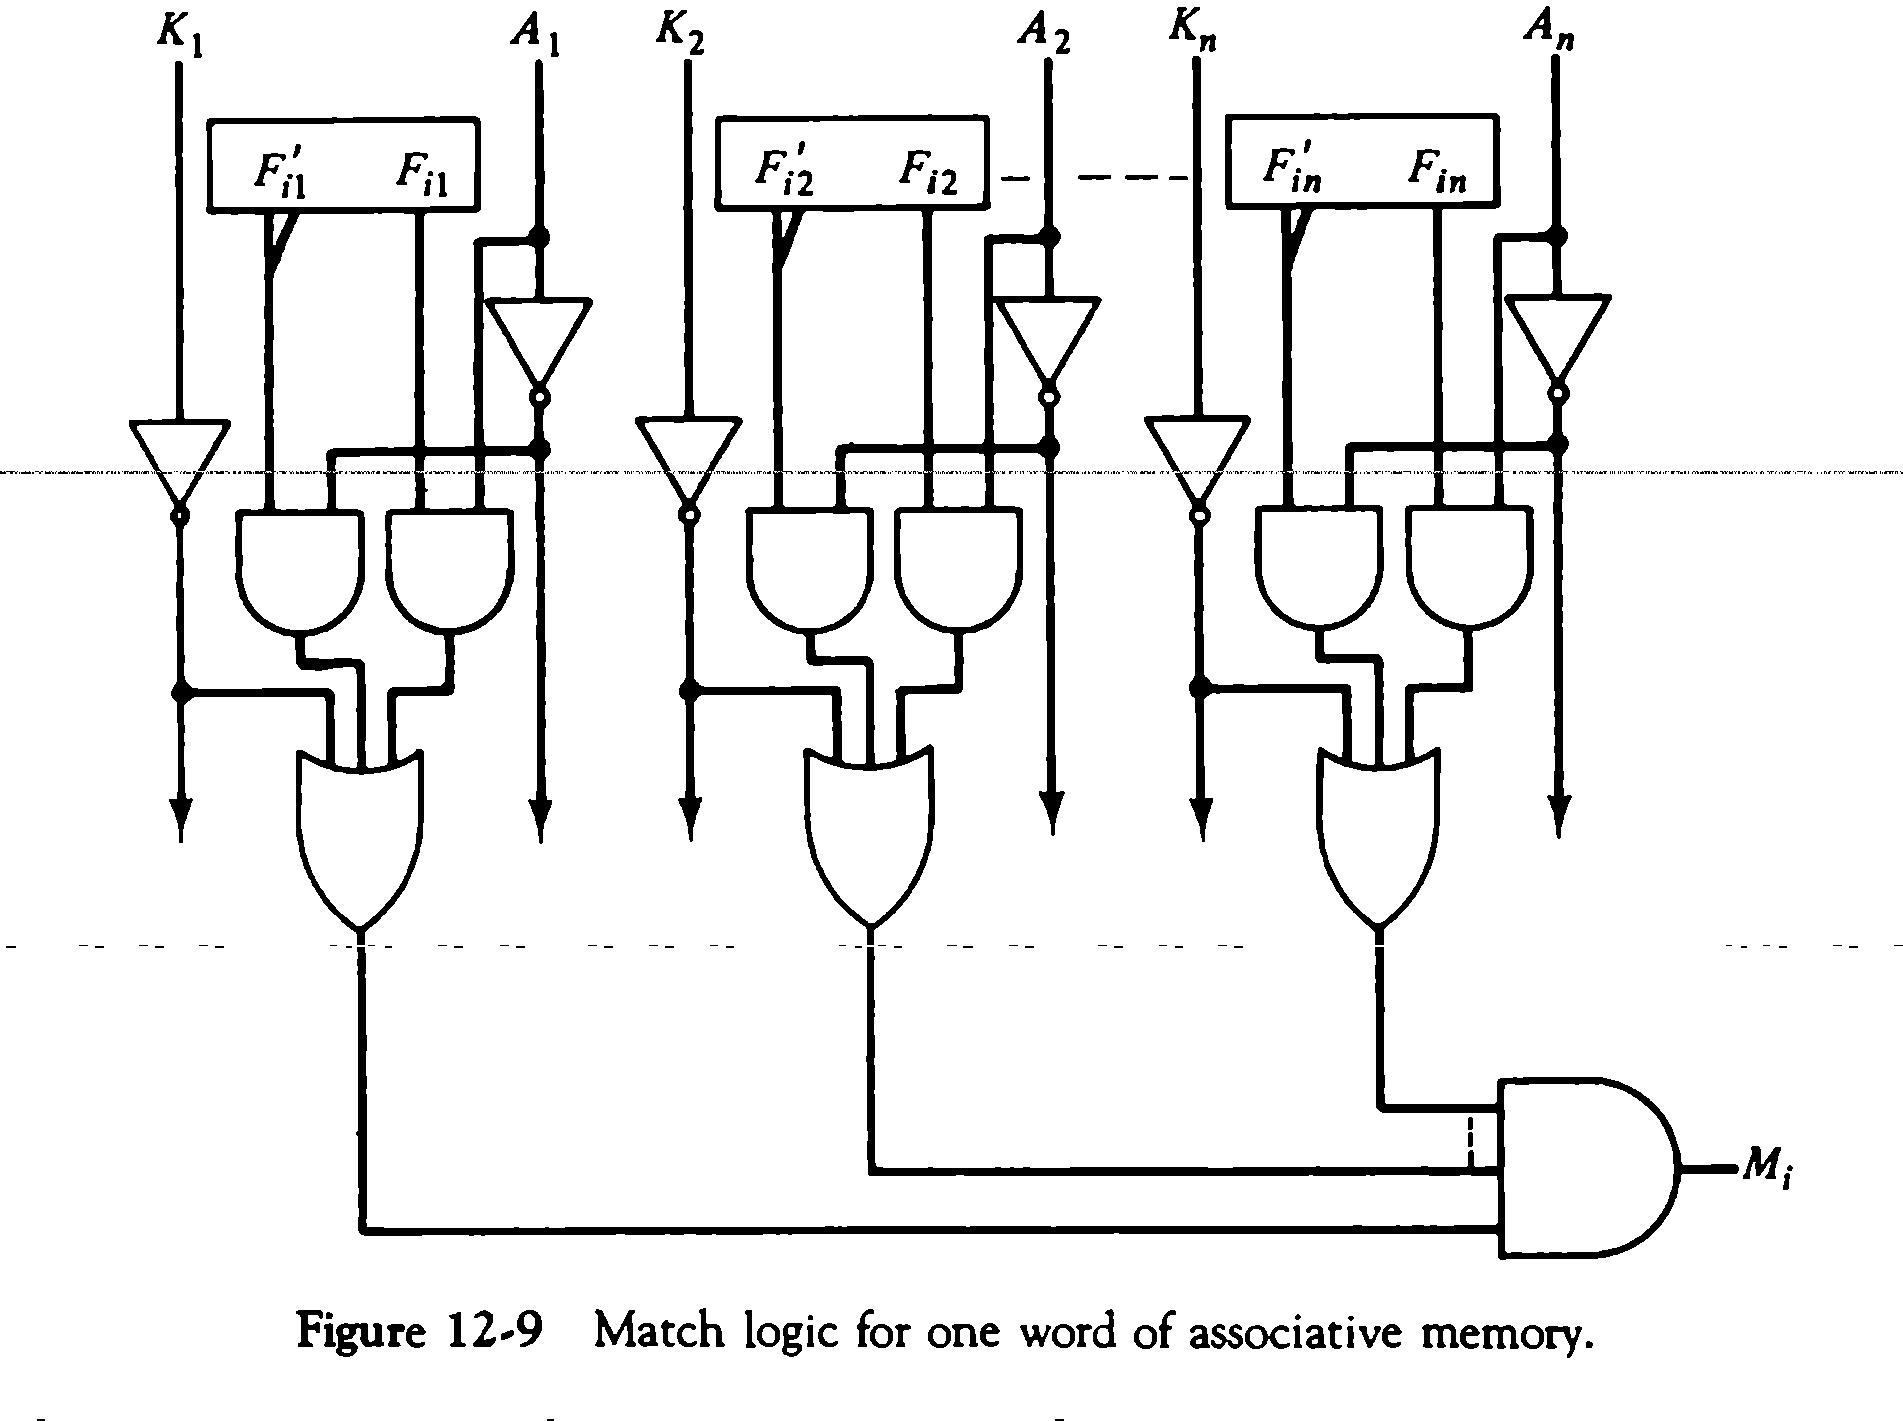 K1 A1 K2 A2 Kn An
F'i1 Fi1 F'i2 Fi2 F'in Fin
Mi
Figure 12-9 Match logic for one word of associative memory.